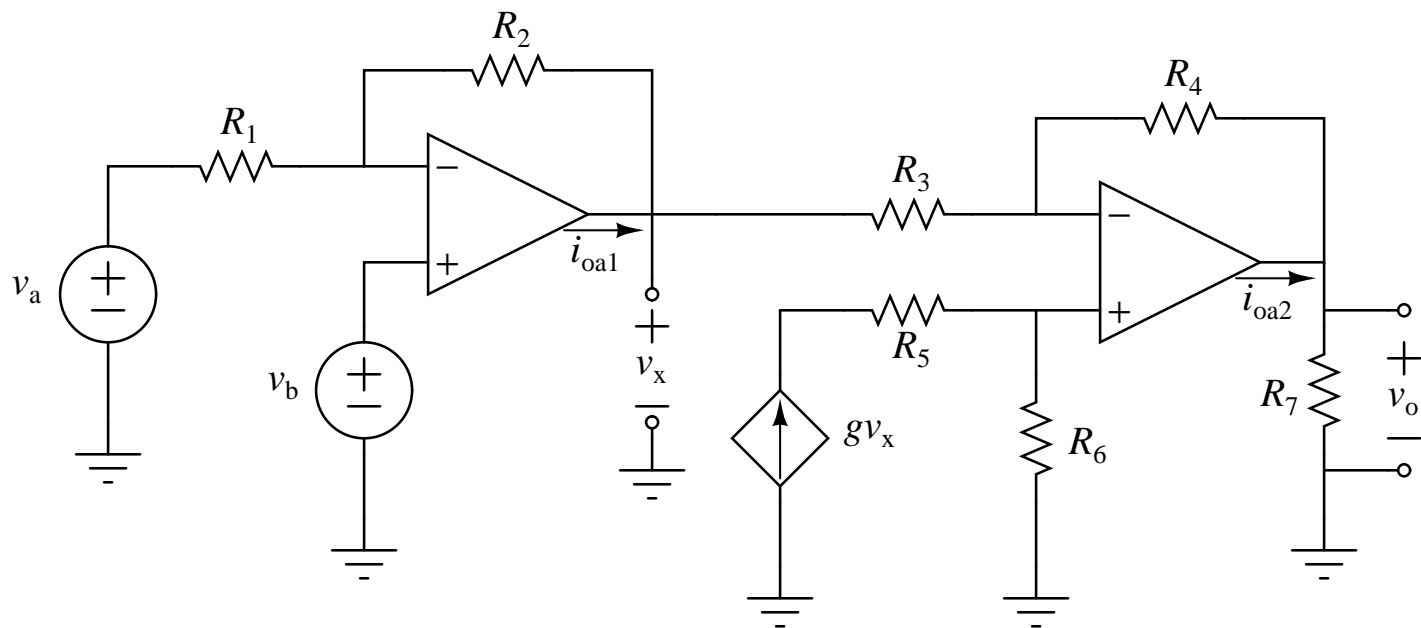 R2
R4
R1
R3
−
−
ioa1
+
+
va
−
+
ioa2
+
R5
vx
+
vb
−
+
−
R7
vo
gvx
−
R6